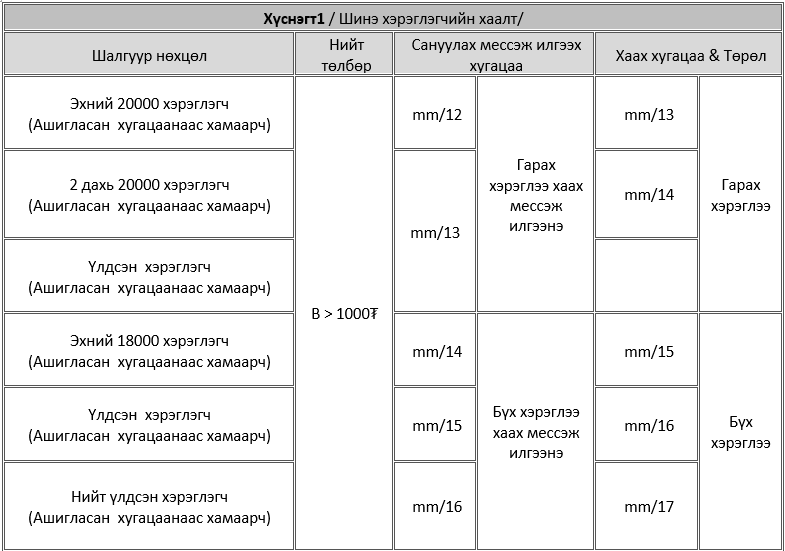 Хүснэгт1 / Шинэ хэрэглэгчийн хаалт/
Шалгуур нөхцөл
Нийт
төлбөр
Сануулах мессэж илгээх
хугацаа
Хаах хугацаа & Төрөл
Эхний 20000 хэрэглэгч
(Ашигласан хугацаанаас хамаарч)
B > 1000₮
mm/12
Гарах
хэрэглээ хаах
мессэж
илгээнэ
mm/13
Гарах
хэрэглээ
2 дахь 20000 хэрэглэгч
(Ашигласан хугацаанаас хамаарч)
mm/13
mm/14
Үлдсэн хэрэглэгч
(Ашигласан хугацаанаас хамаарч)
Эхний 18000 хэрэглэгч
(Ашигласан хугацаанаас хамаарч)
mm/14
Бүх хэрэглээ
хаах мессэж
илгээнэ
mm/15
Бүх
хэрэглээ
Үлдсэн хэрэглэгч
(Ашигласан хугацаанаас хамаарч)
mm/15
mm/16
Нийт үлдсэн хэрэглэгч
(Ашигласан хугацаанаас хамаарч)
mm/16
mm/17